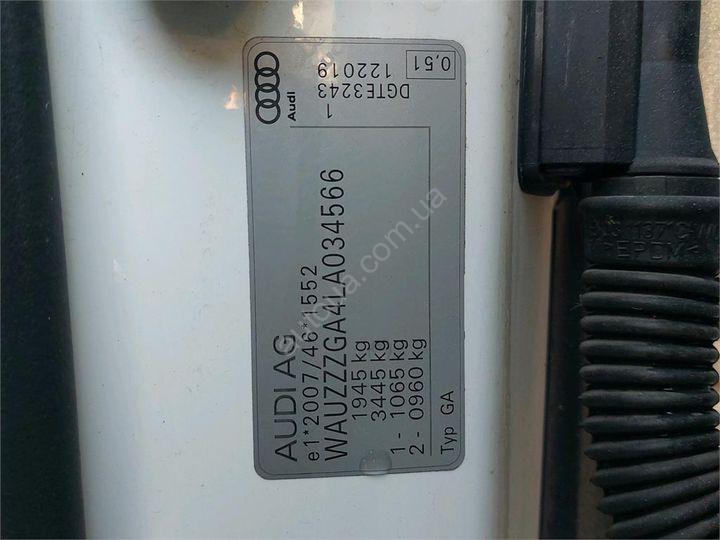 AUDI AG
e1*2007/46*1552
WAUZZZGA4LA034566
1945 kg
3445 kg
1- 1065 kg
2- 0960 kg
Typ GA
Audi
1
DGTE3243
122019
0,51
>EPDM<